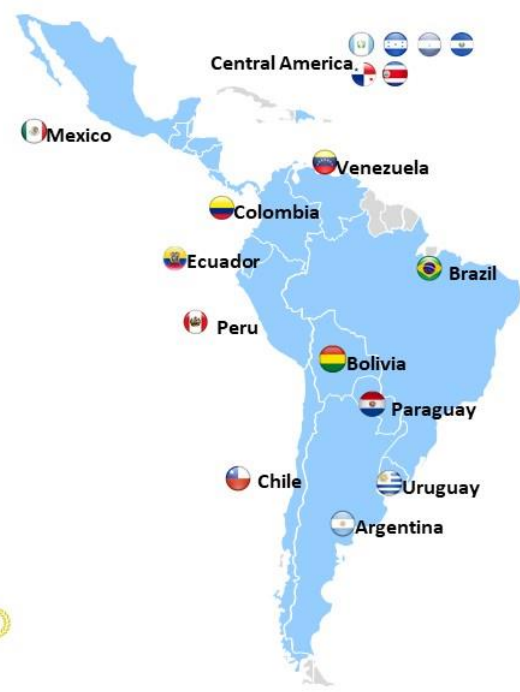 Central America
Mexico
Venezuela
Colombia
Ecuador
Brazil
Peru
Bolivia
Paraguay
Chile
Uruguay
Argentina